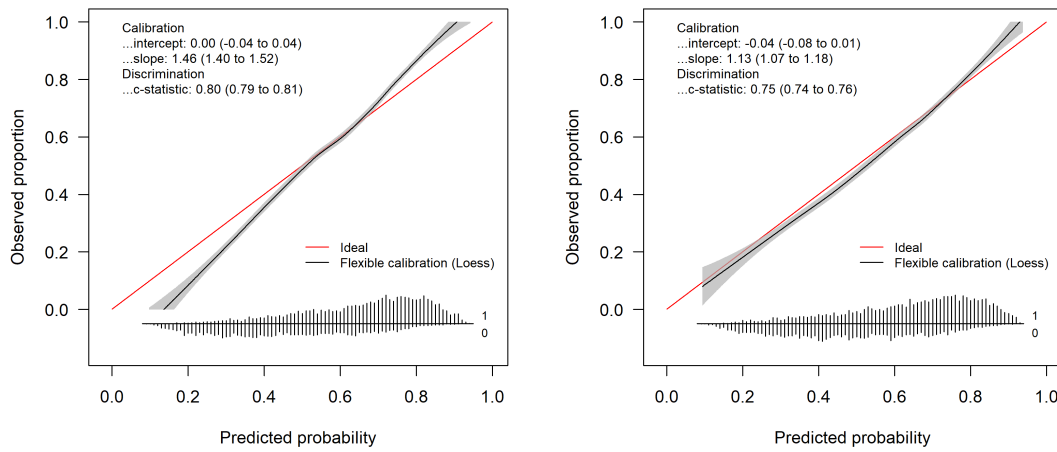 Calibration
...intercept: 0.00 (-0.04 to 0.04)
...slope: 1.46 (1.40 to 1.52)
Discrimination
...c-statistic: 0.80 (0.79 to 0.81)
Observed proportion
1.0
0.8
0.6
0.4
0.2
0.0
Ideal
Flexible calibration (Loess)
1
0
0.0 0.2 0.4 0.6 0.8 1.0
Predicted probability
Calibration
...intercept: -0.04 (-0.08 to 0.01)
...slope: 1.13 (1.07 to 1.18)
Discrimination
...c-statistic: 0.75 (0.74 to 0.76)
Observed proportion
1.0
0.8
0.6
0.4
0.2
0.0
Ideal
Flexible calibration (Loess)
1
0
0.0 0.2 0.4 0.6 0.8 1.0
Predicted probability